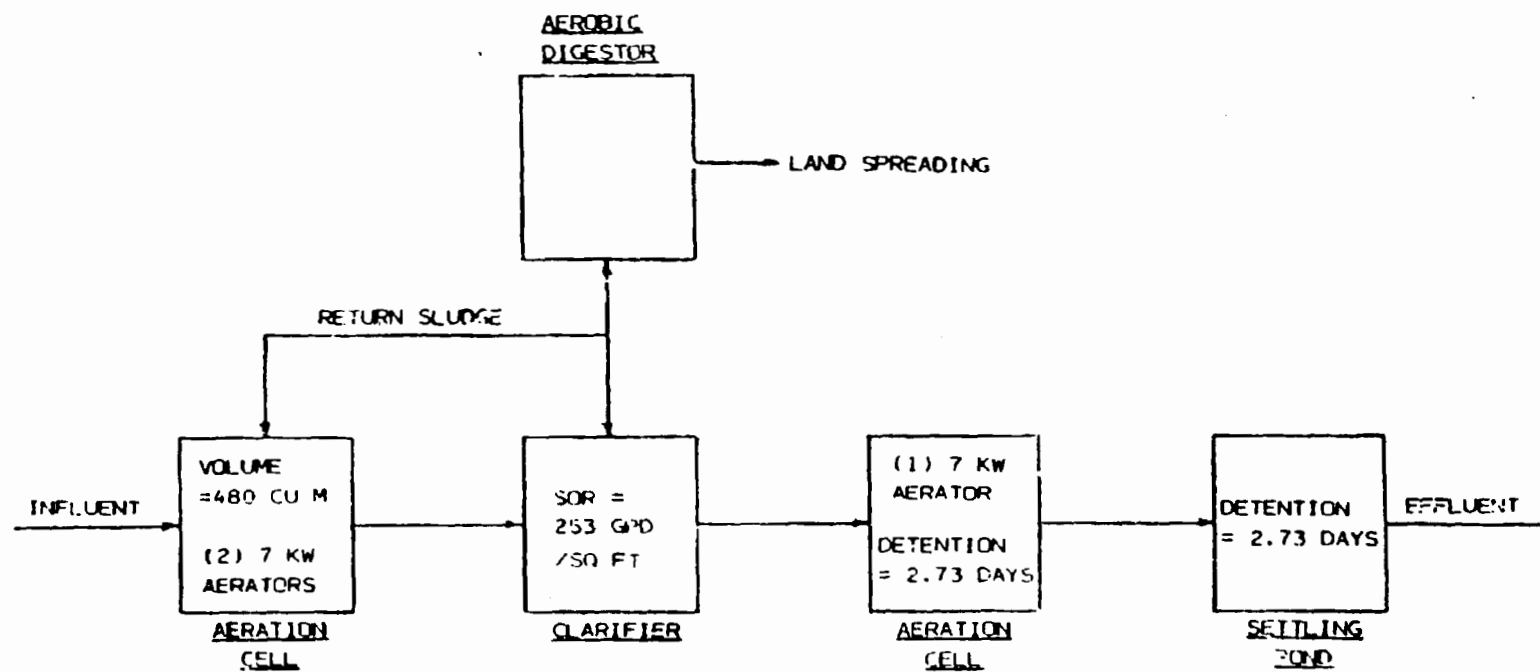 AEROBIC
DIGESTOR
LAND SPREADING
RETURN SLUDGE
INFLUENT
VOLUME
=480 CU M
(2) 7 KW
AERATORS
AERATION
CELL
SOR =
253 GPD
/SQ FT
CLARIFIER
(1) 7 KW
AERATOR
DETENTION
= 2.73 DAYS
AERATION
CELL
DETENTION
= 2.73 DAYS
SETTLING
POND
EFFLUENT